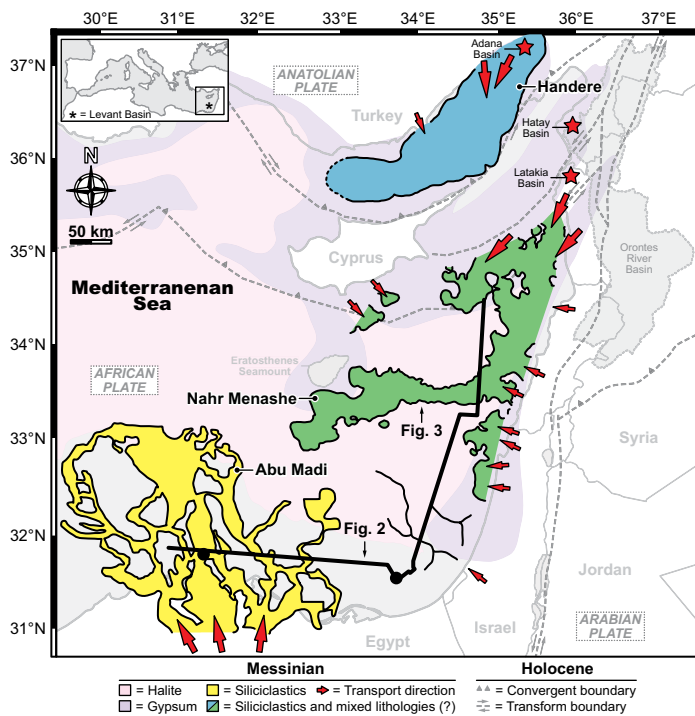 30°E 31°E 32°E 33°E 34°E 35°E 36°E 37°E
37°N
36°N
35°N
34°N
33°N
32°N
31°N
* = Levant Basin
*
N
50 km
ANATOLIAN
PLATE
Turkey
Adana
Basin
Handere
Hatay
Basin
Latakia
Basin
Orontes
River
Basin
Cyprus
Mediterranenan
Sea
Eratosthenes
Seamount
AFRICAN
PLATE
Nahr Menashe
Fig. 3
Syria
Abu Madi
Fig. 2
Jordan
Israel
Egypt
ARABIAN
PLATE
Messinian
Holocene
= Halite
= Siliciclastics
= Transport direction
= Convergent boundary
= Gypsum
= Siliciclastics and mixed lithologies (?)
= Transform boundary